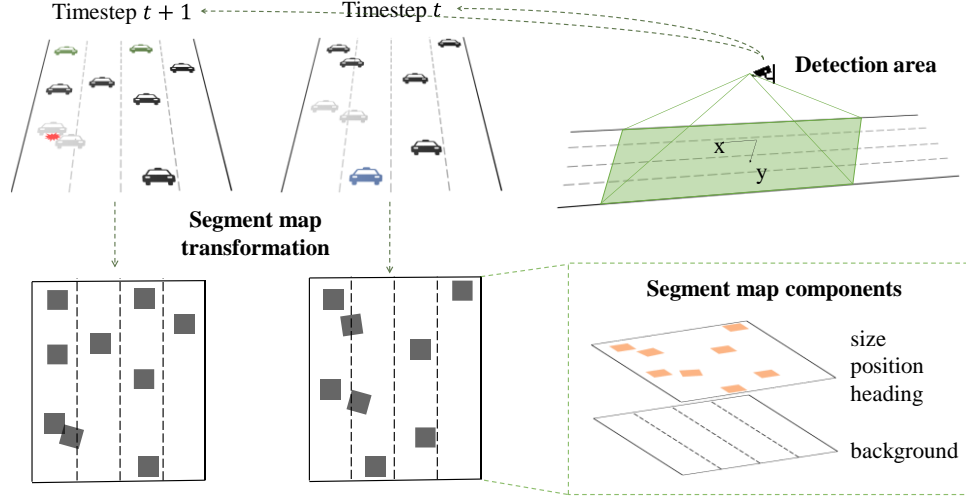 Timestep t + 1
Timestep t
Detection area
x
y
Segment map
transformation
Segment map components
size
position
heading
background